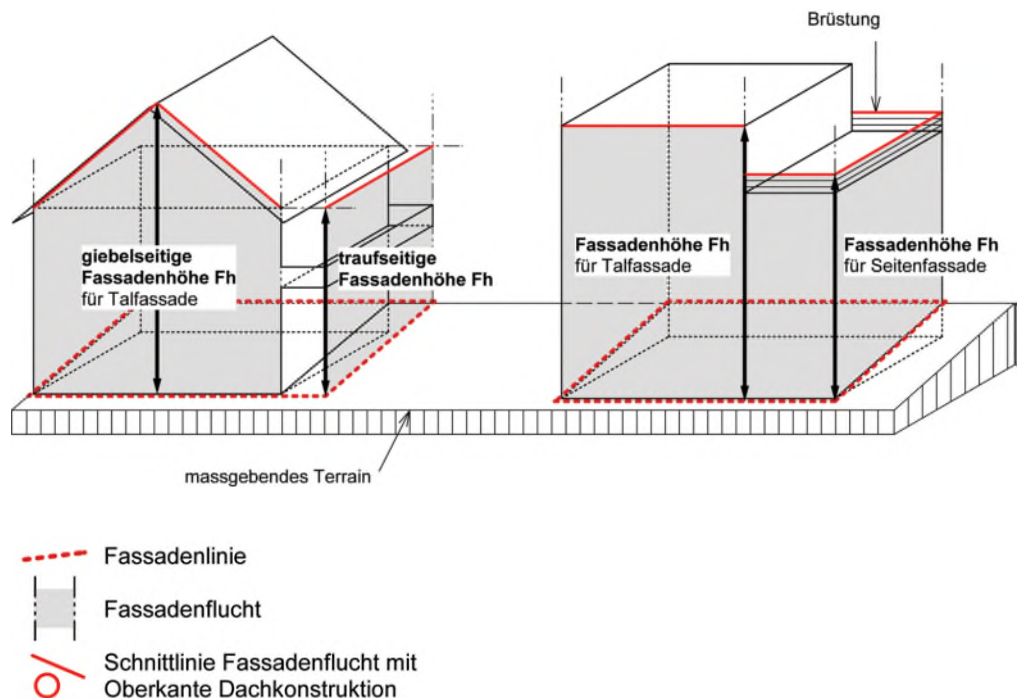 Brüstung
giebelseitige
Fassadenhöhe Fh
für Talfassade
traufseitige
Fassadenhöhe Fh
Fassadenhöhe Fh
für Talfassade
Fassadenhöhe Fh
für Seitenfassade
massgebendes Terrain
Fassadenlinie
Fassadenflucht
Schnittlinie Fassadenflucht mit
Oberkante Dachkonstruktion